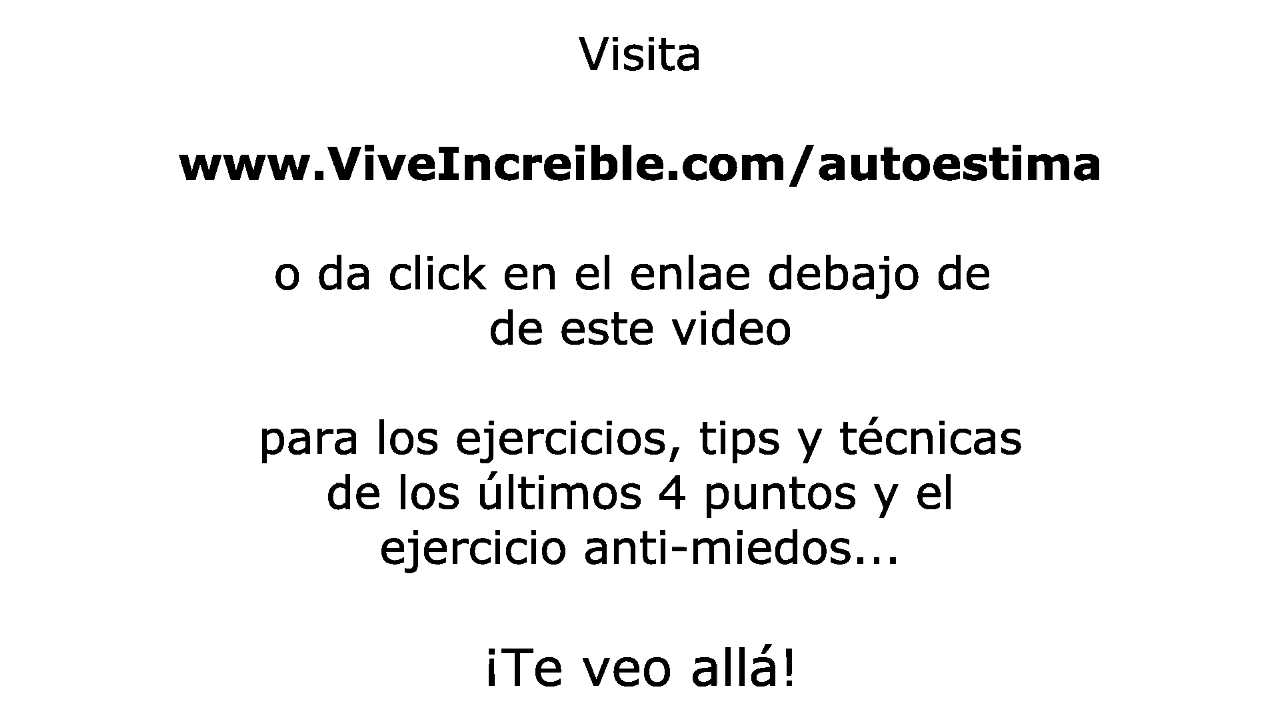 Visita
www.ViveIncreible.com/autoestima
o da click en el enlae debajo de
de este video
para los ejercicios, tips y técnicas
de los últimos 4 puntos y el
ejercicio anti-miedos...
¡Te veo allá!